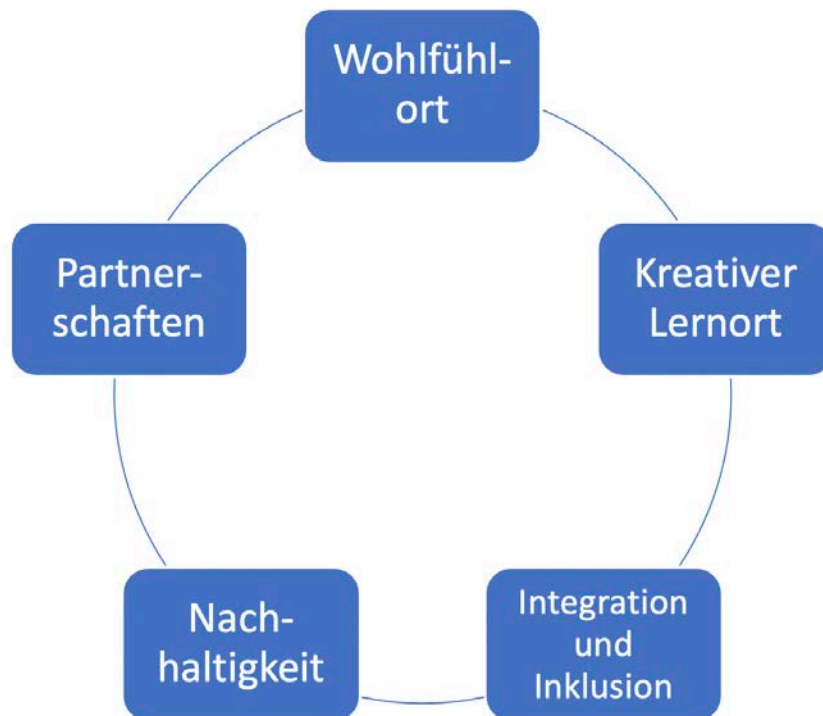 Wohlfühl-
ort
Kreativer
Lernort
Integration
und
Inklusion
Nach-
haltigkeit
Partner-
schaften